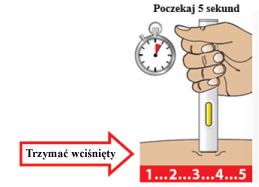 Poczekaj 5 sekund
Trzymać wciśnięty
1...2...3...4...5